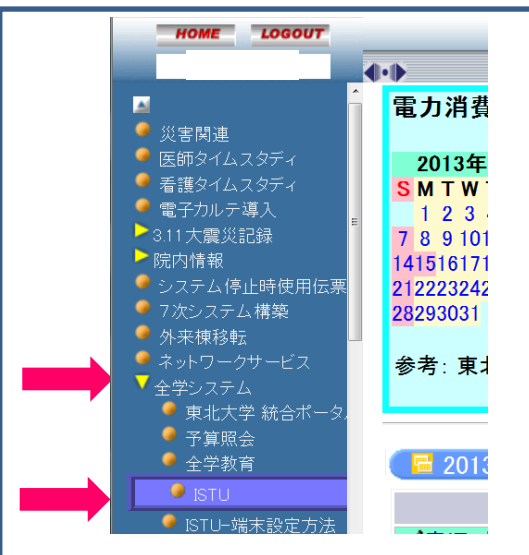 HOME LOGOUT
災害関連
医師タイムスタディ
看護タイムスタディ
電子カルテ導入
3.11大震災記録
院内情報
システム停止時使用伝票
7次システム構築
外来棟移転
ネットワークサービス
全学システム
東北大学 統合ポータ
予算照会
全学教育
ISTU
ISTU-端末設定方法
電力消費
2013年
S M T W
1 2 3
7 8 9 10 1
14 15 16 17 1
21 22 23 24 2
28 29 30 31
参考: 東
2013